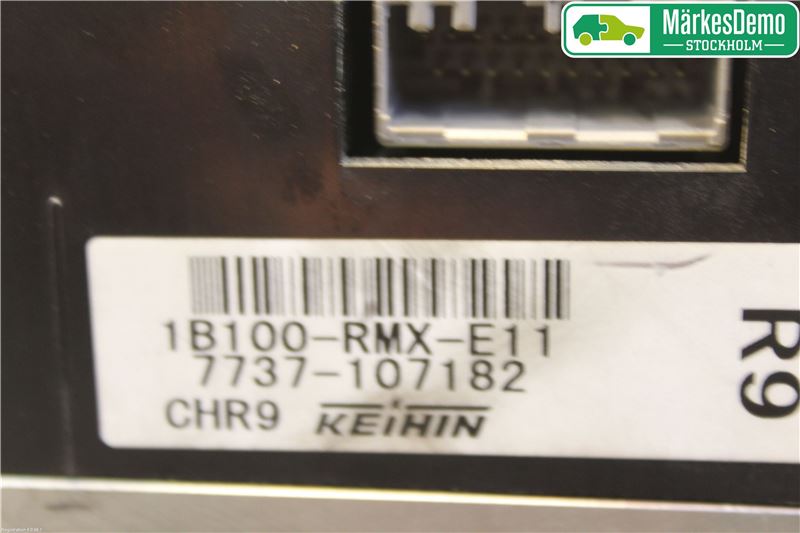 MärkesDemo
STOCKHOLM
1B100-RMX-E11
7737-107182
CHR9 KEIHIN
R9